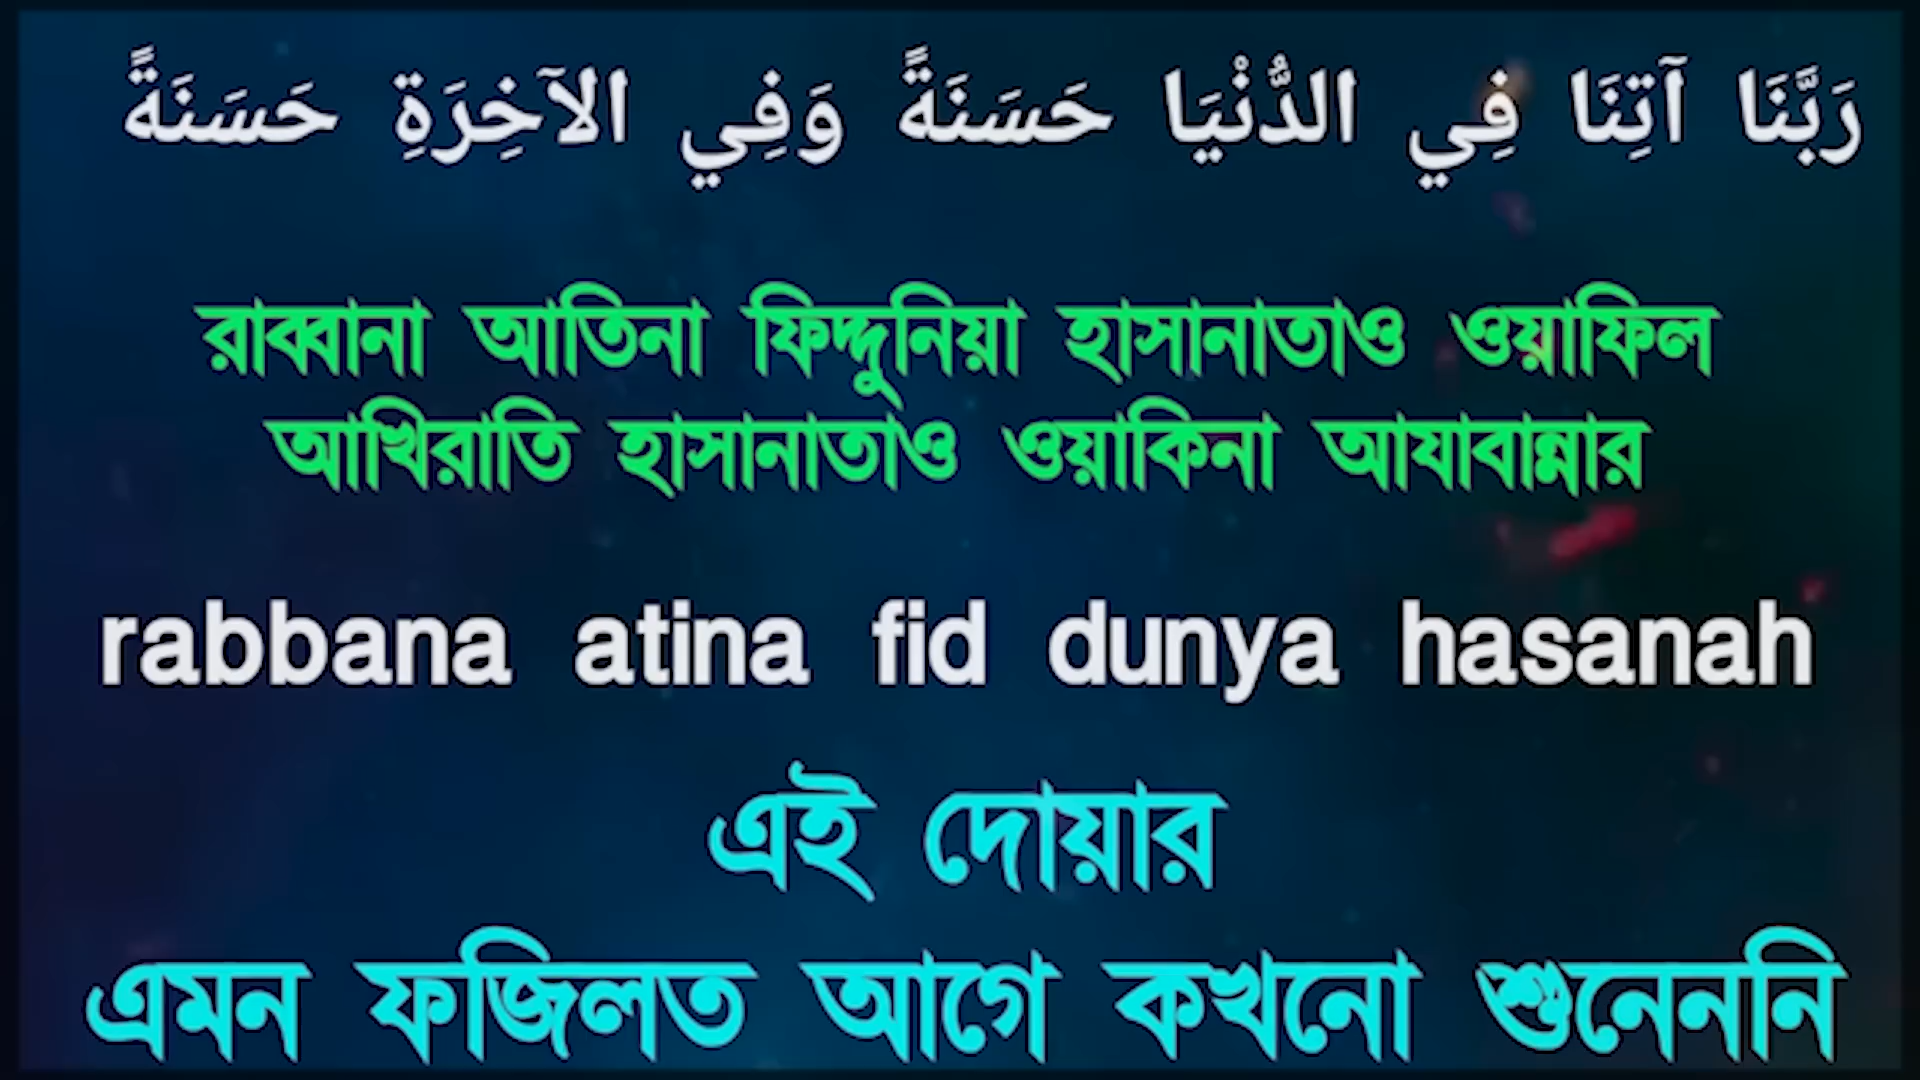 رَبَّنَا آتِنَا فِي الدُّنْيَا حَسَنَةً وَفِي الآخِرَةِ حَسَنَةً
রাব্বানা আতিনা ফিদ্দুনিয়া হাসানাতাও ওয়াফিল
আখিরাতি হাসানাতাও ওয়াকিনা আযাবান্নার
rabbana atina fid dunya hasanah
এই দোয়ার
এমন ফজিলত আগে কখনো শুনেননি